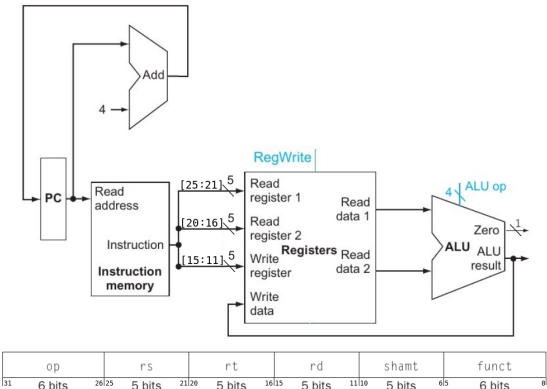 Add
4
RegWrite
PC
Read
address
Instruction
Instruction
memory
[25:21] 5
[20:16] 5
[15:11] 5
Read
register 1
Read
register 2
Write
register
Write
data
Registers
Read
data 1
Read
data 2
4 ALU op
Zero
1
ALU
ALU
result
op rs rt rd shamt funct
31 6 bits 26 25 5 bits 21 20 5 bits 16 15 5 bits 11 10 5 bits 6 5 6 bits 0